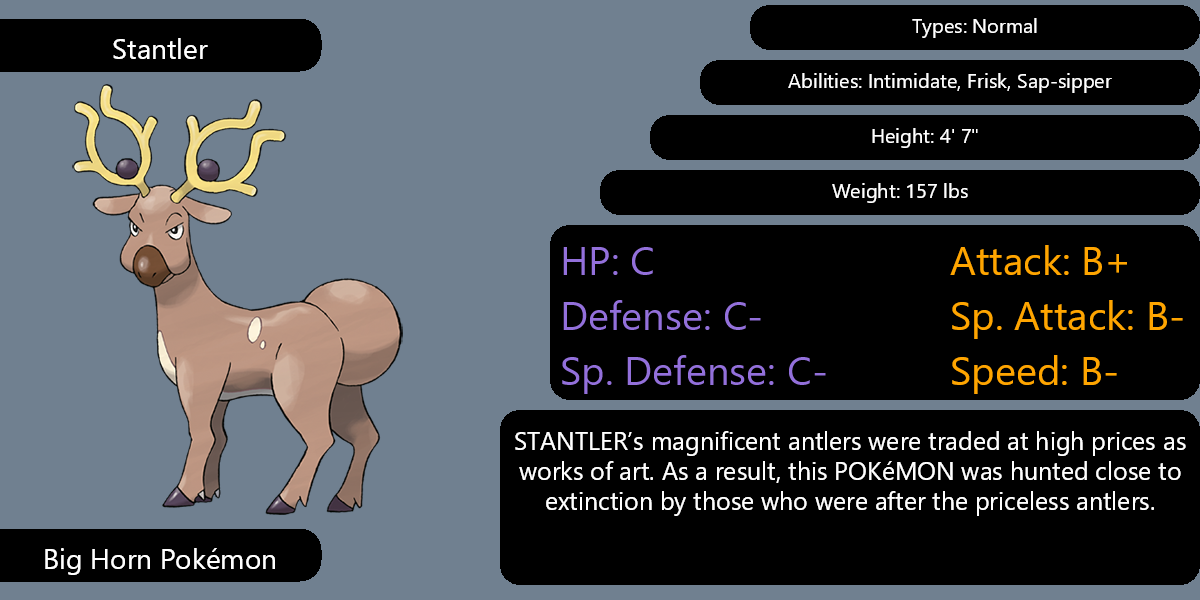 Stantler
Types: Normal
Abilities: Intimidate, Frisk, Sap-sipper
Height: 4' 7"
Weight: 157 lbs
HP: C
Attack: B+
Defense: C-
Sp. Attack: B-
Sp. Defense: C-
Speed: B-
STANTLER’s magnificent antlers were traded at high prices as
works of art. As a result, this POKéMON was hunted close to
extinction by those who were after the priceless antlers.
Big Horn Pokémon